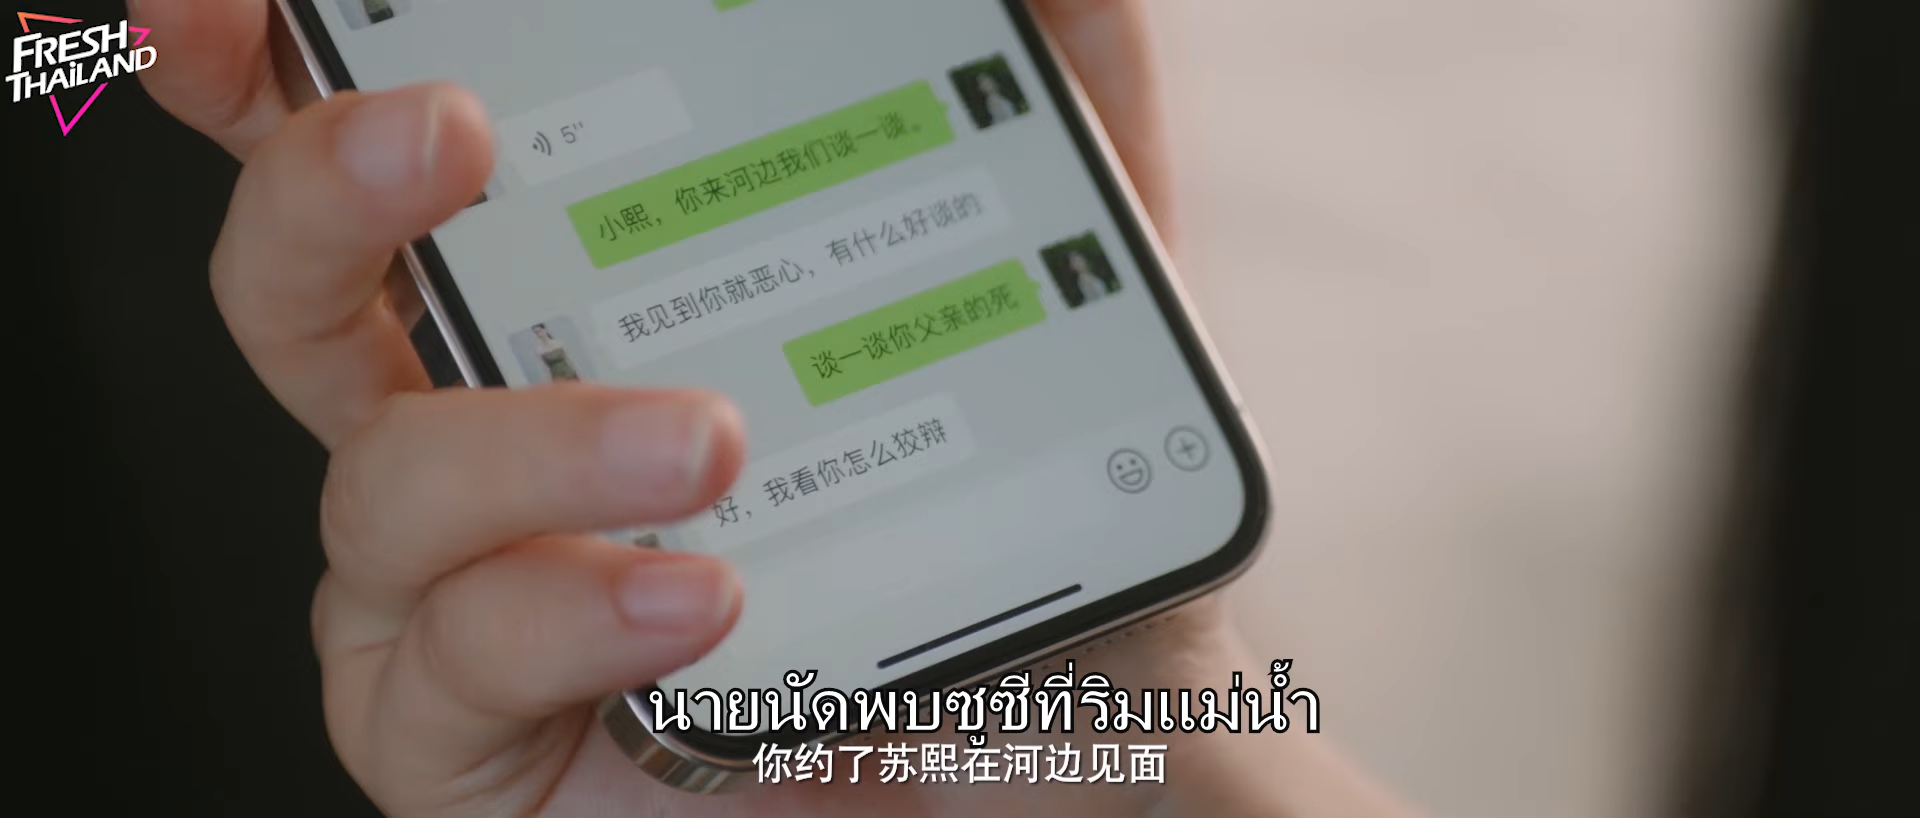 FRESH
THAILAND
5"
小熙，你来河边我们谈一谈。
我见到你就恶心，有什么好谈的
谈一谈你父亲的死
好，我看你怎么狡辩
นายนัดพบซูซีที่ริมแม่น้ำ
你约了苏熙在河边见面